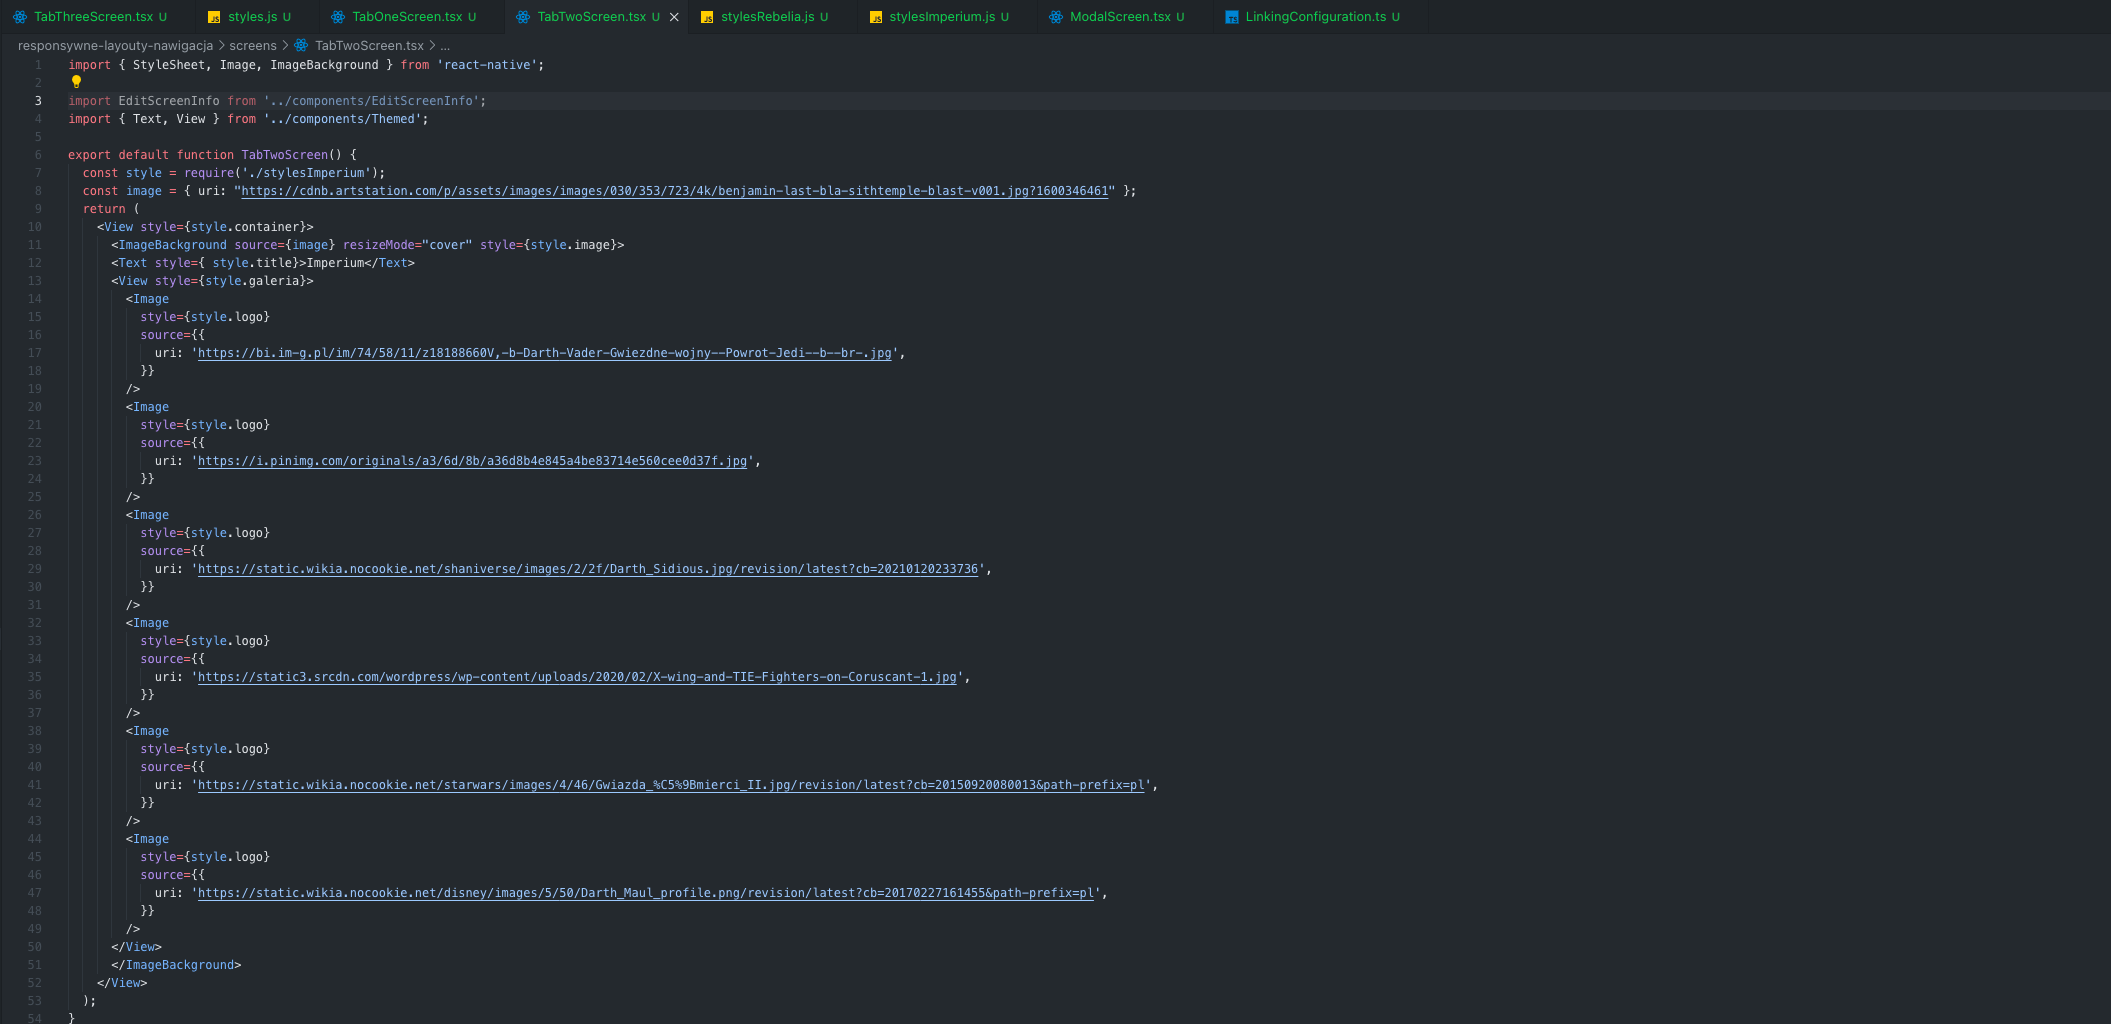 TabThreeScreen.tsx U styles.js U TabOneScreen.tsx U TabTwoScreen.tsx U stylesRebelia.js U stylesImperium.js U ModalScreen.tsx U LinkingConfiguration.ts U
responsywne-layouty-nawigacja > screens > TabTwoScreen.tsx > ...
1 import { StyleSheet, Image, ImageBackground } from 'react-native';
2
3 import EditScreenInfo from '../components/EditScreenInfo';
4 import { Text, View } from '../components/Themed';
5
6 export default function TabTwoScreen() {
7 const style = require('./stylesImperium');
8 const image = { uri: "https://cdnb.artstation.com/p/assets/images/images/030/353/723/4k/benjamin-last-bla-sithtemple-blast-v001.jpg?1600346461" };
9 return (
10 <View style={style.container}>
11 <ImageBackground source={image} resizeMode="cover" style={style.image}>
12 <Text style={ style.title}>Imperium</Text>
13 <View style={style.galeria}>
14 <Image
15 style={style.logo}
16 source={{
17 uri: 'https://bi.im-g.pl/im/74/58/11/z18188660V,-b-Darth-Vader-Gwiezdne-wojny--Powrot-Jedi--b--br-.jpg',
18 }}
19 />
20 <Image
21 style={style.logo}
22 source={{
23 uri: 'https://i.pinimg.com/originals/a3/6d/8b/a36d8b4e845a4be83714e560cee0d37f.jpg',
24 }}
25 />
26 <Image
27 style={style.logo}
28 source={{
29 uri: 'https://static.wikia.nocookie.net/shaniverse/images/2/2f/Darth_Sidious.jpg/revision/latest?cb=20210120233736',
30 }}
31 />
32 <Image
33 style={style.logo}
34 source={{
35 uri: 'https://static3.srcdn.com/wordpress/wp-content/uploads/2020/02/X-wing-and-TIE-Fighters-on-Coruscant-1.jpg',
36 }}
37 />
38 <Image
39 style={style.logo}
40 source={{
41 uri: 'https://static.wikia.nocookie.net/starwars/images/4/46/Gwiazda_%C5%9Bmierci_II.jpg/revision/latest?cb=20150920080013&path-prefix=pl',
42 }}
43 />
44 <Image
45 style={style.logo}
46 source={{
47 uri: 'https://static.wikia.nocookie.net/disney/images/5/50/Darth_Maul_profile.png/revision/latest?cb=20170227161455&path-prefix=pl',
48 }}
49 />
50 </View>
51 </ImageBackground>
52 </View>
53 );
54 }